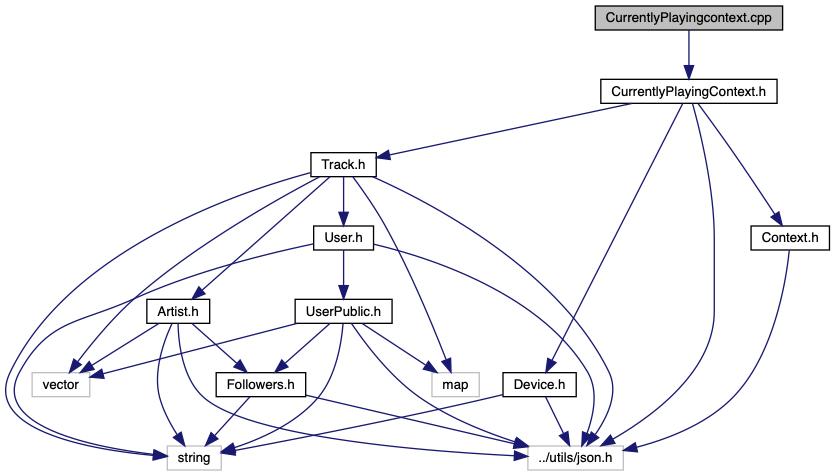 CurrentlyPlayingcontext.cpp
CurrentlyPlayingContext.h
Track.h
User.h
Context.h
Artist.h
UserPublic.h
vector
Followers.h
map
Device.h
string
../utils/json.h